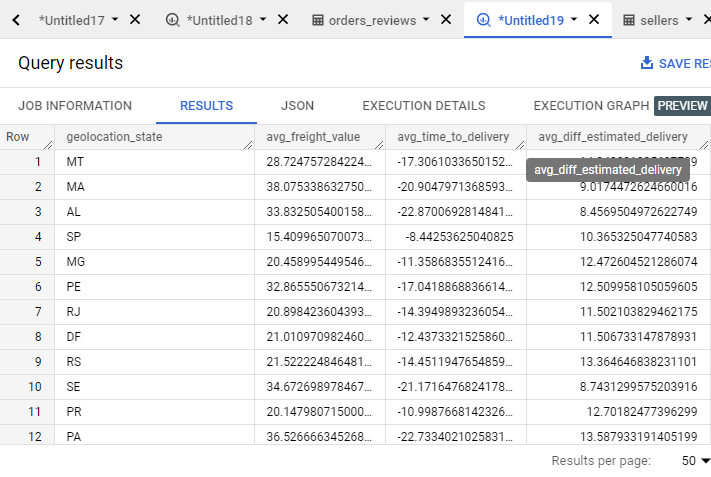 *Untitled17 *Untitled18 orders_reviews *Untitled19 sellers
Query results SAVE RE
JOB INFORMATION RESULTS JSON EXECUTION DETAILS EXECUTION GRAPH PREVIEW
Row geolocation_state avg_freight_value avg_time_to_delivery avg_diff_estimated_delivery
1 MT 28.724757284224... -17.3061033650152...
avg_diff_estimated_delivery
2 MA 38.075338632750... -20.9047971368593... 9.0174472624660016
3 AL 33.832505400158... -22.8700692814841... 8.4569504972622749
4 SP 15.409965070073... -8.44253625040825 10.365325047740583
5 MG 20.458995449546... -11.3586835512416... 12.472604521286074
6 PE 32.865550673214... -17.0418868836614... 12.509958105059605
7 RJ 20.898423604393... -14.3949893236054... 11.502103829462175
8 DF 21.010970982460... -12.4373321525860... 11.506733147878931
9 RS 21.522224846481... -14.4511947654859... 13.364646838231101
10 SE 34.672698978467... -21.1716476824178... 8.7431299575203916
11 PR 20.147980715000... -10.9987668142326... 12.70182477396299
12 PA 36.526666345268... -22.7334021025831... 13.587933191405199
Results per page: 50